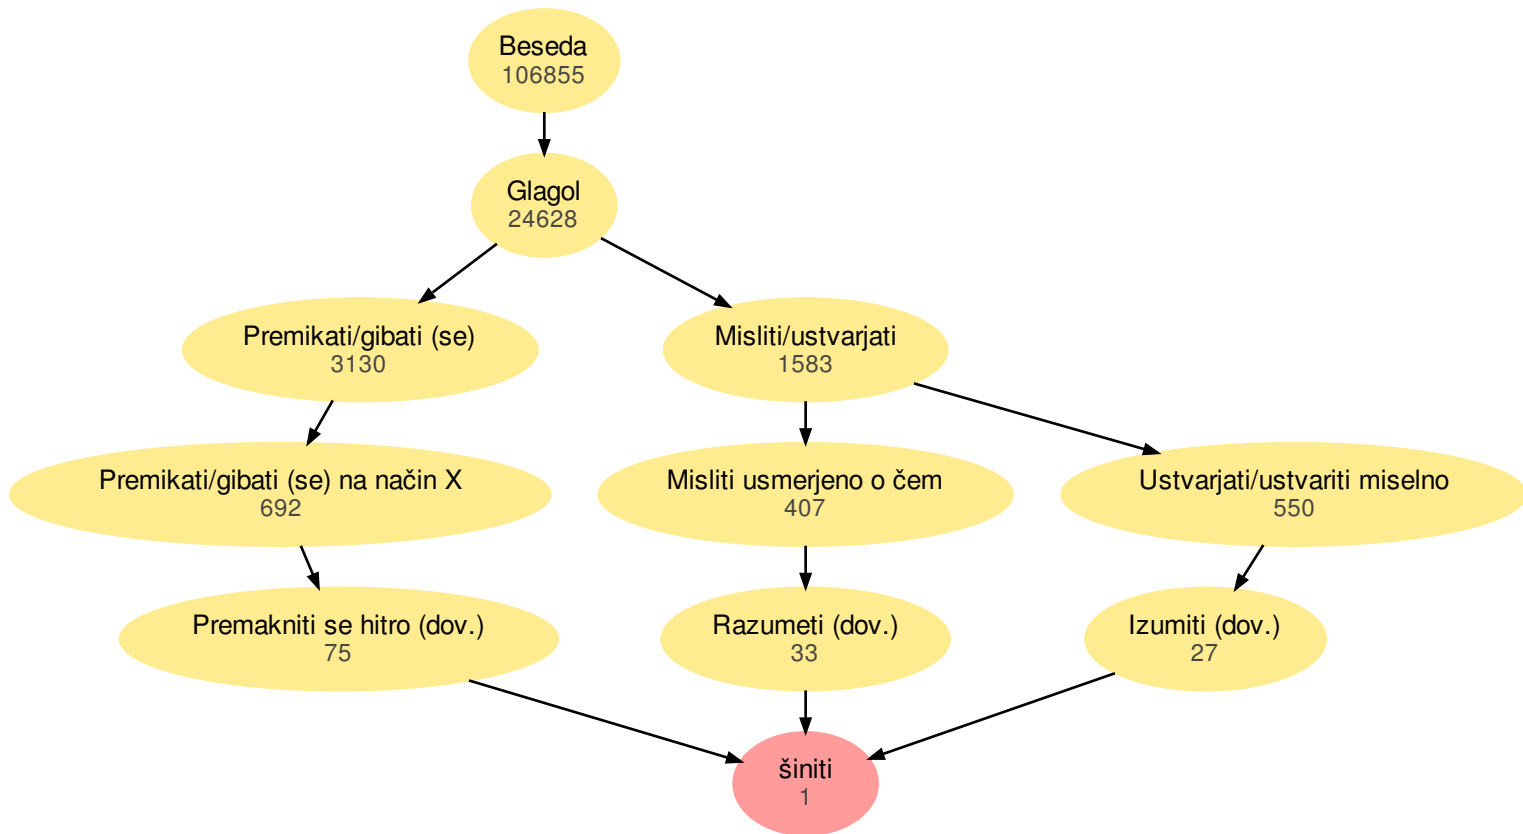 Beseda
106855
Glagol
24628
Premikati/gibati (se)
3130
Misliti/ustvarjati
1583
Premikati/gibati (se) na način X
692
Misliti usmerjeno o čem
407
Ustvarjati/ustvariti miselno
550
Premakniti se hitro (dov.)
75
Razumeti (dov.)
33
Izumiti (dov.)
27
šiniti
1